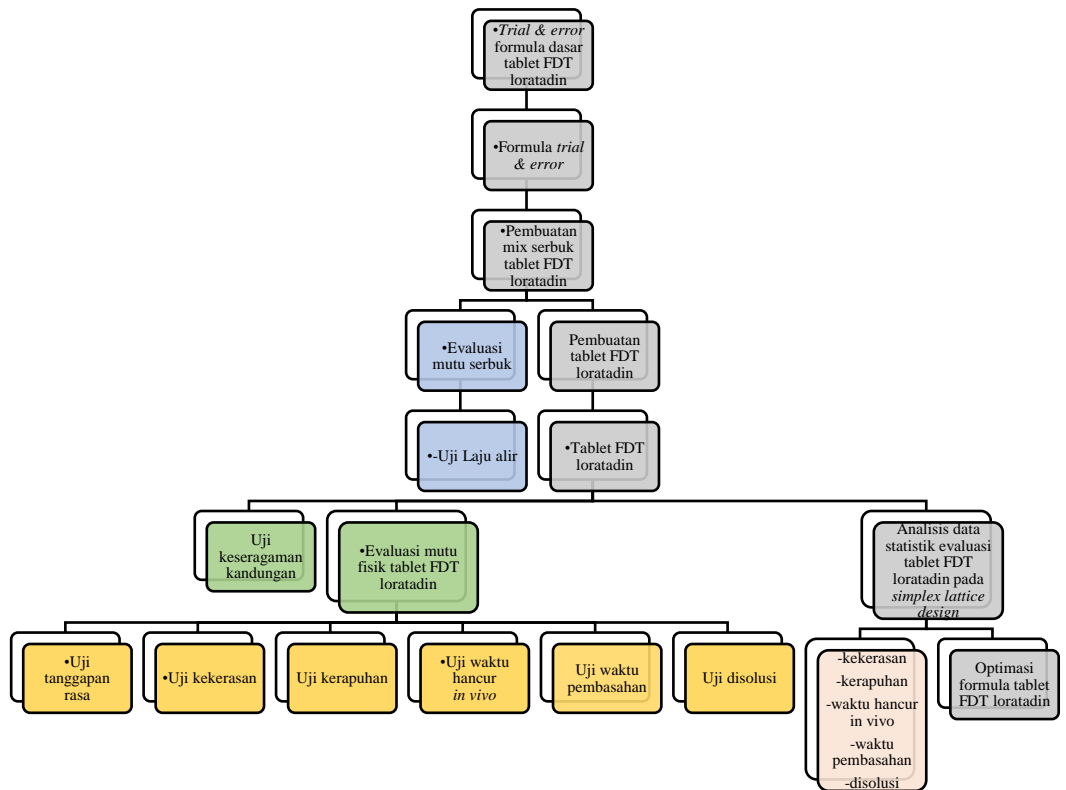 •Trial & error
formula dasar
tablet FDT
loratadin
•Formula trial
& error
•Pembuatan
mix serbuk
tablet FDT
loratadin
•Evaluasi
mutu serbuk
Pembuatan
tablet FDT
loratadin
•-Uji Laju alir
•Tablet FDT
loratadin
Uji
keseragaman
kandungan
•Evaluasi mutu
fisik tablet FDT
loratadin
Analisis data
statistik evaluasi
tablet FDT
loratadin pada
simplex lattice
design
•Uji
tanggapan
rasa
•Uji kekerasan
Uji kerapuhan
•Uji waktu
hancur
in vivo
Uji waktu
pembasahan
Uji disolusi
-kekerasan
-kerapuhan
-waktu hancur
in vivo
-waktu
pembasahan
-disolusi
Optimasi
formula tablet
FDT loratadin